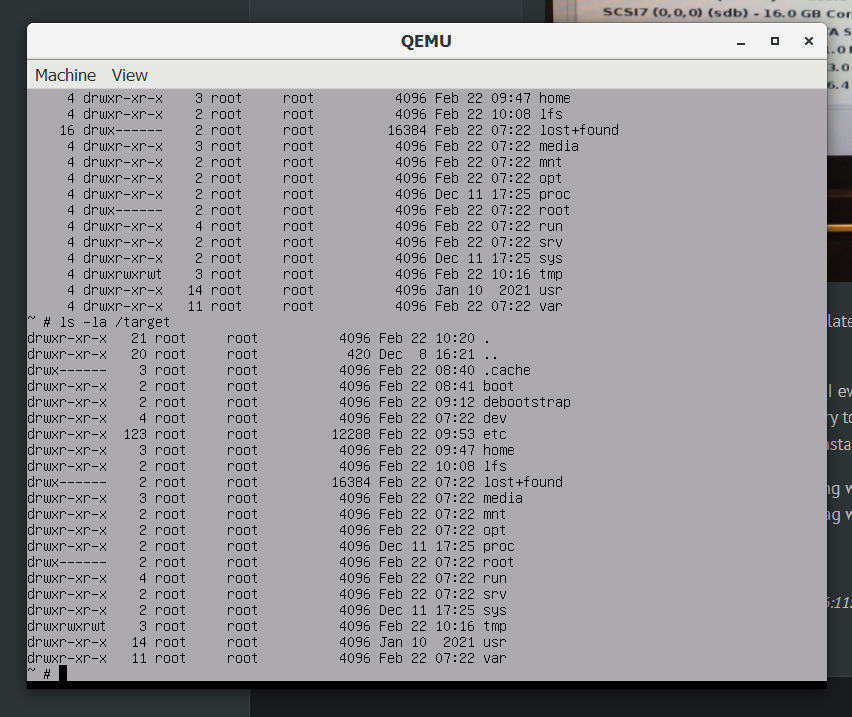 SCSI7 (0,0,0) (sdb) - 16.0 GB Cor
QEMU
Machine View
4 drwxr-xr-x 3 root root 4096 Feb 22 09:47 home
4 drwxr-xr-x 2 root root 4096 Feb 22 10:08 lfs
16 drwx------ 2 root root 16384 Feb 22 07:22 lost+found
4 drwxr-xr-x 3 root root 4096 Feb 22 07:22 media
4 drwxr-xr-x 2 root root 4096 Feb 22 07:22 mnt
4 drwxr-xr-x 2 root root 4096 Feb 22 07:22 opt
4 drwxr-xr-x 2 root root 4096 Dec 11 17:25 proc
4 drwx------ 2 root root 4096 Feb 22 07:22 root
4 drwxr-xr-x 4 root root 4096 Feb 22 07:22 run
4 drwxr-xr-x 2 root root 4096 Feb 22 07:22 srv
4 drwxr-xr-x 2 root root 4096 Dec 11 17:25 sys
4 drwxrwxrwt 3 root root 4096 Feb 22 10:16 tmp
4 drwxr-xr-x 14 root root 4096 Jan 10 2021 usr
4 drwxr-xr-x 11 root root 4096 Feb 22 07:22 var
~ # ls -la /target
drwxr-xr-x 21 root root 4096 Feb 22 10:20 .
drwxr-xr-x 20 root root 420 Dec 8 16:21 ..
drwx------ 3 root root 4096 Feb 22 08:40 .cache
drwxr-xr-x 2 root root 4096 Feb 22 08:41 boot
drwxr-xr-x 2 root root 4096 Feb 22 09:12 debootstrap
drwxr-xr-x 4 root root 4096 Feb 22 07:22 dev
drwxr-xr-x 123 root root 12288 Feb 22 09:53 etc
drwxr-xr-x 3 root root 4096 Feb 22 09:47 home
drwxr-xr-x 2 root root 4096 Feb 22 10:08 lfs
drwx------ 2 root root 16384 Feb 22 07:22 lost+found
drwxr-xr-x 3 root root 4096 Feb 22 07:22 media
drwxr-xr-x 2 root root 4096 Feb 22 07:22 mnt
drwxr-xr-x 2 root root 4096 Feb 22 07:22 opt
drwxr-xr-x 2 root root 4096 Dec 11 17:25 proc
drwx------ 2 root root 4096 Feb 22 07:22 root
drwxr-xr-x 4 root root 4096 Feb 22 07:22 run
drwxr-xr-x 2 root root 4096 Feb 22 07:22 srv
drwxr-xr-x 2 root root 4096 Dec 11 17:25 sys
drwxrwxrwt 3 root root 4096 Feb 22 10:16 tmp
drwxr-xr-x 14 root root 4096 Jan 10 2021 usr
drwxr-xr-x 11 root root 4096 Feb 22 07:22 var
~ #